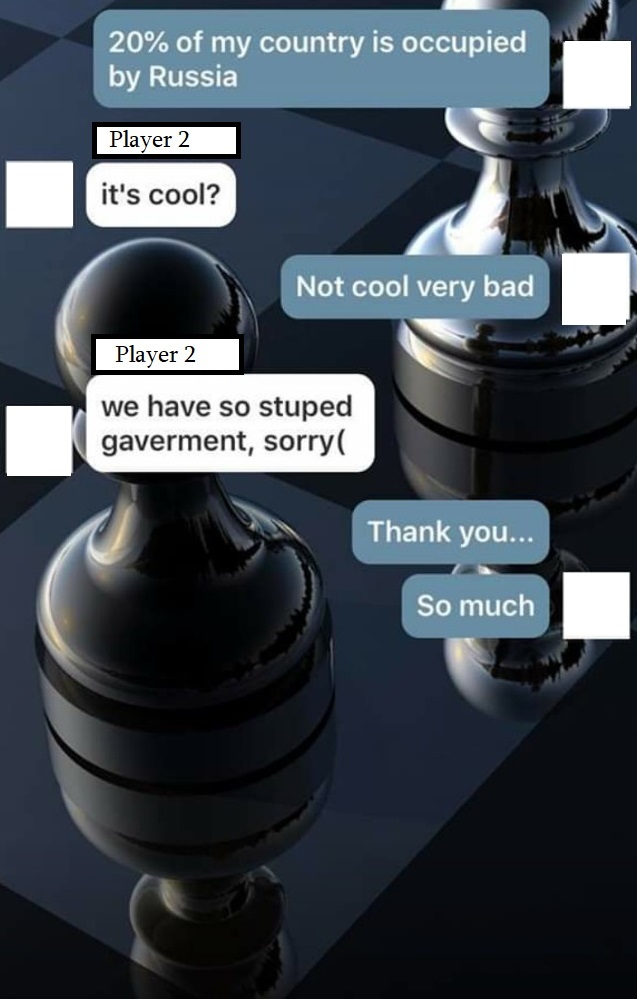 20% of my country is occupied
by Russia
Player 2
it's cool?
Not cool very bad
Player 2
we have so stuped
gaverment, sorry(
Thank you...
So much